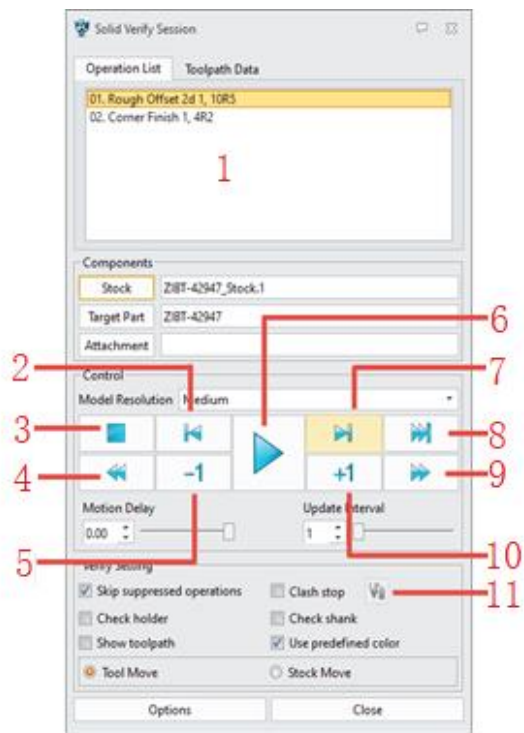 Solid Verify Session
Operation List Toolpath Data
01. Rough Offset 2d 1, 10R5
02. Corner Finish 1, 4R2
1
Components
Stock ZIBT-42947_Stock.1
Target Part ZIBT-42947
6
Attachment
2
Control
7
Model Resolution Medium
3
8
4
-1
+1
9
Motion Delay
Update Interval
0.00
1
5
10
Verify Setting
Skip suppressed operations
Clash stop
11
Check holder
Check shank
Show toolpath
Use predefined color
Tool Move
Stock Move
Options
Close